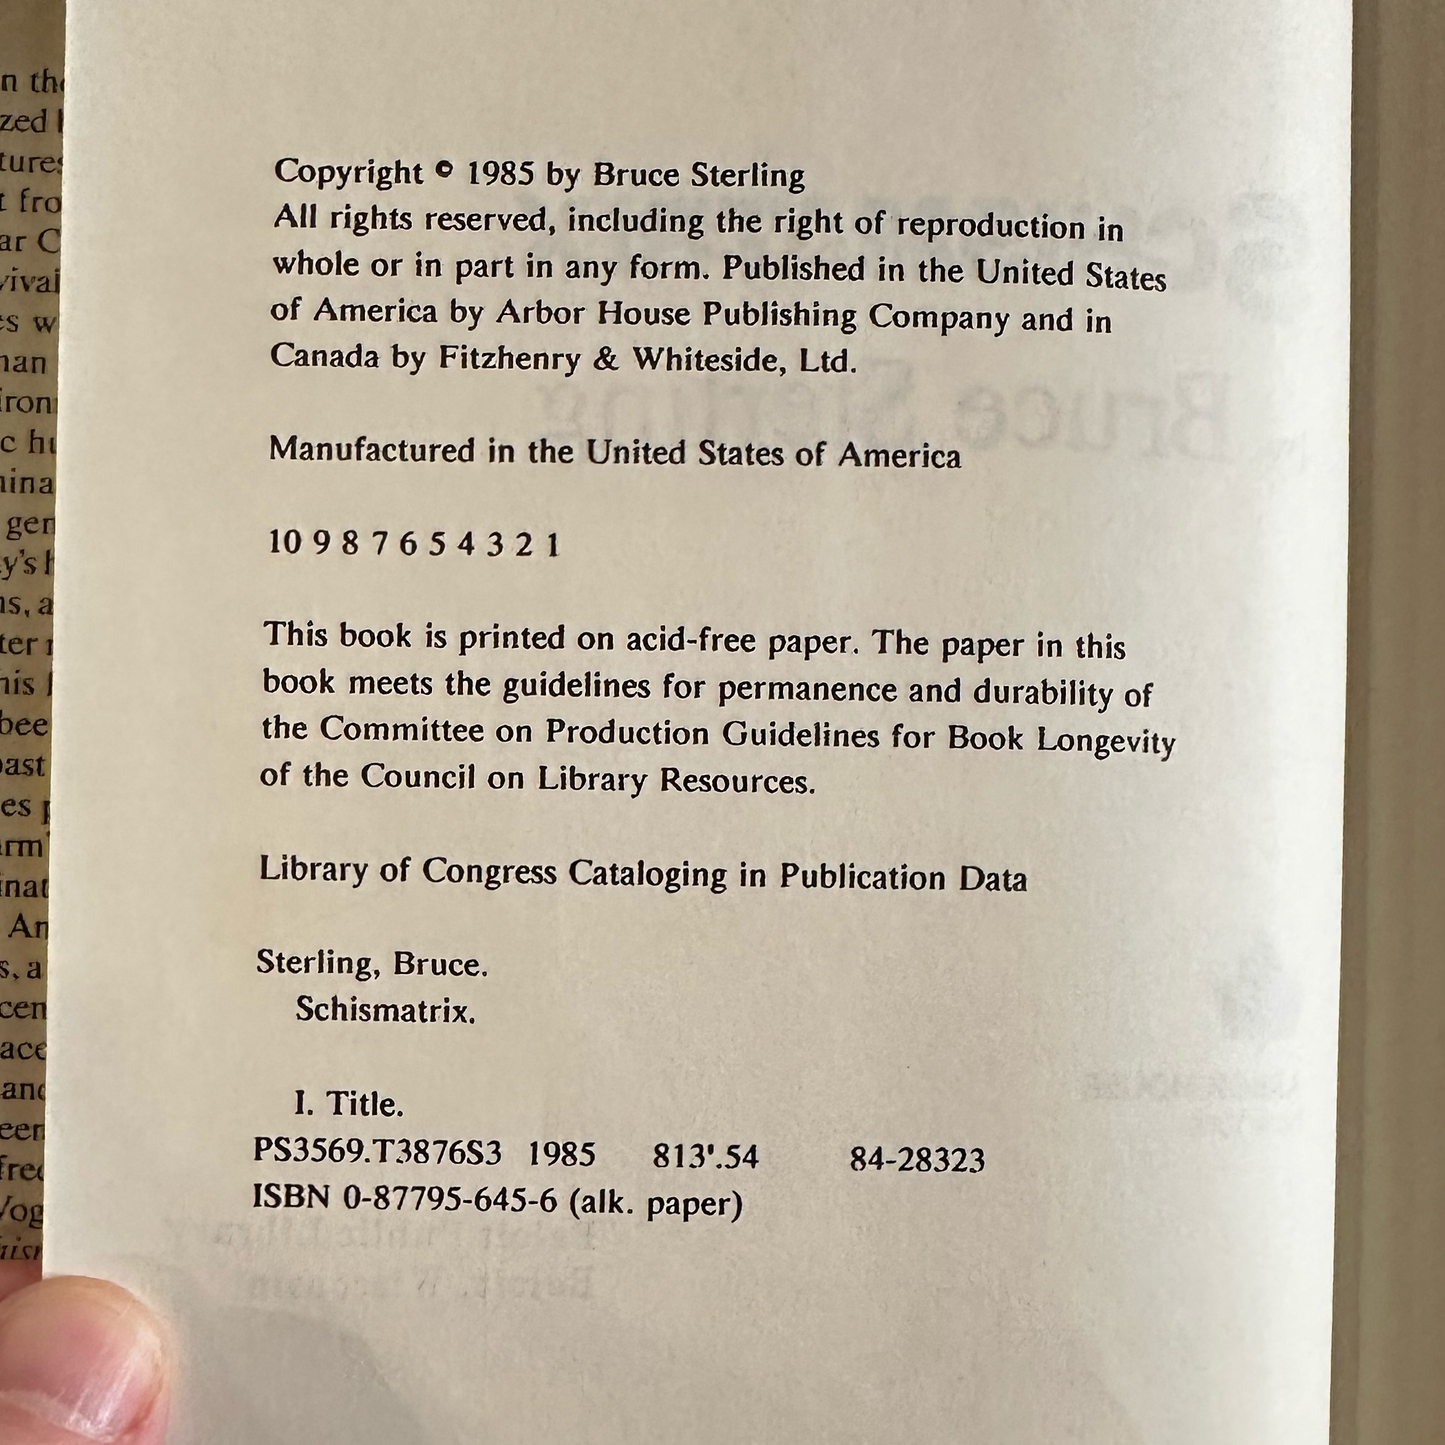 Copyright © 1985 by Bruce Sterling
All rights reserved, including the right of reproduction in
whole or in part in any form. Published in the United States
of America by Arbor House Publishing Company and in
Canada by Fitzhenry & Whiteside, Ltd.
Manufactured in the United States of America
10 9 8 7 6 5 4 3 2 1
This book is printed on acid-free paper. The paper in this
book meets the guidelines for permanence and durability of
the Committee on Production Guidelines for Book Longevity
of the Council on Library Resources.
Library of Congress Cataloging in Publication Data
Sterling, Bruce.
Schismatrix.
I. Title.
PS3569.T3876S3 1985 813'.54 84-28323
ISBN 0-87795-645-6 (alk. paper)